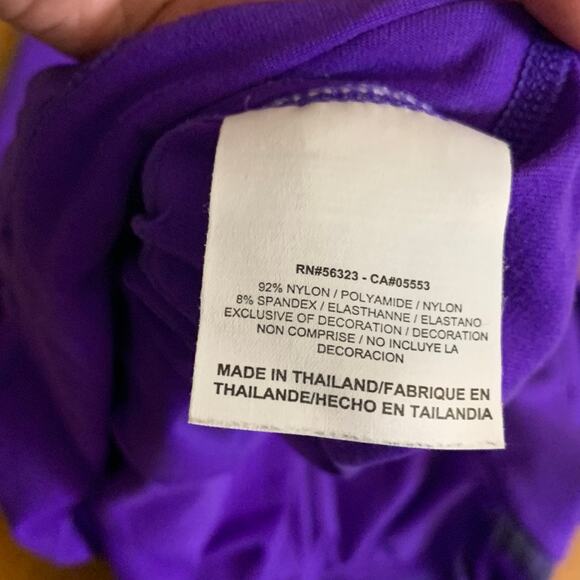 RN#56323 - CA#05553
92% NYLON / POLYAMIDE / NYLON
8% SPANDEX / ELASTHANNE / ELASTANO
EXCLUSIVE OF DECORATION / DECORATION
NON COMPRISE / NO INCLUYE LA
DECORACION
MADE IN THAILAND/FABRIQUE EN
THAILANDE/HECHO EN TAILANDIA